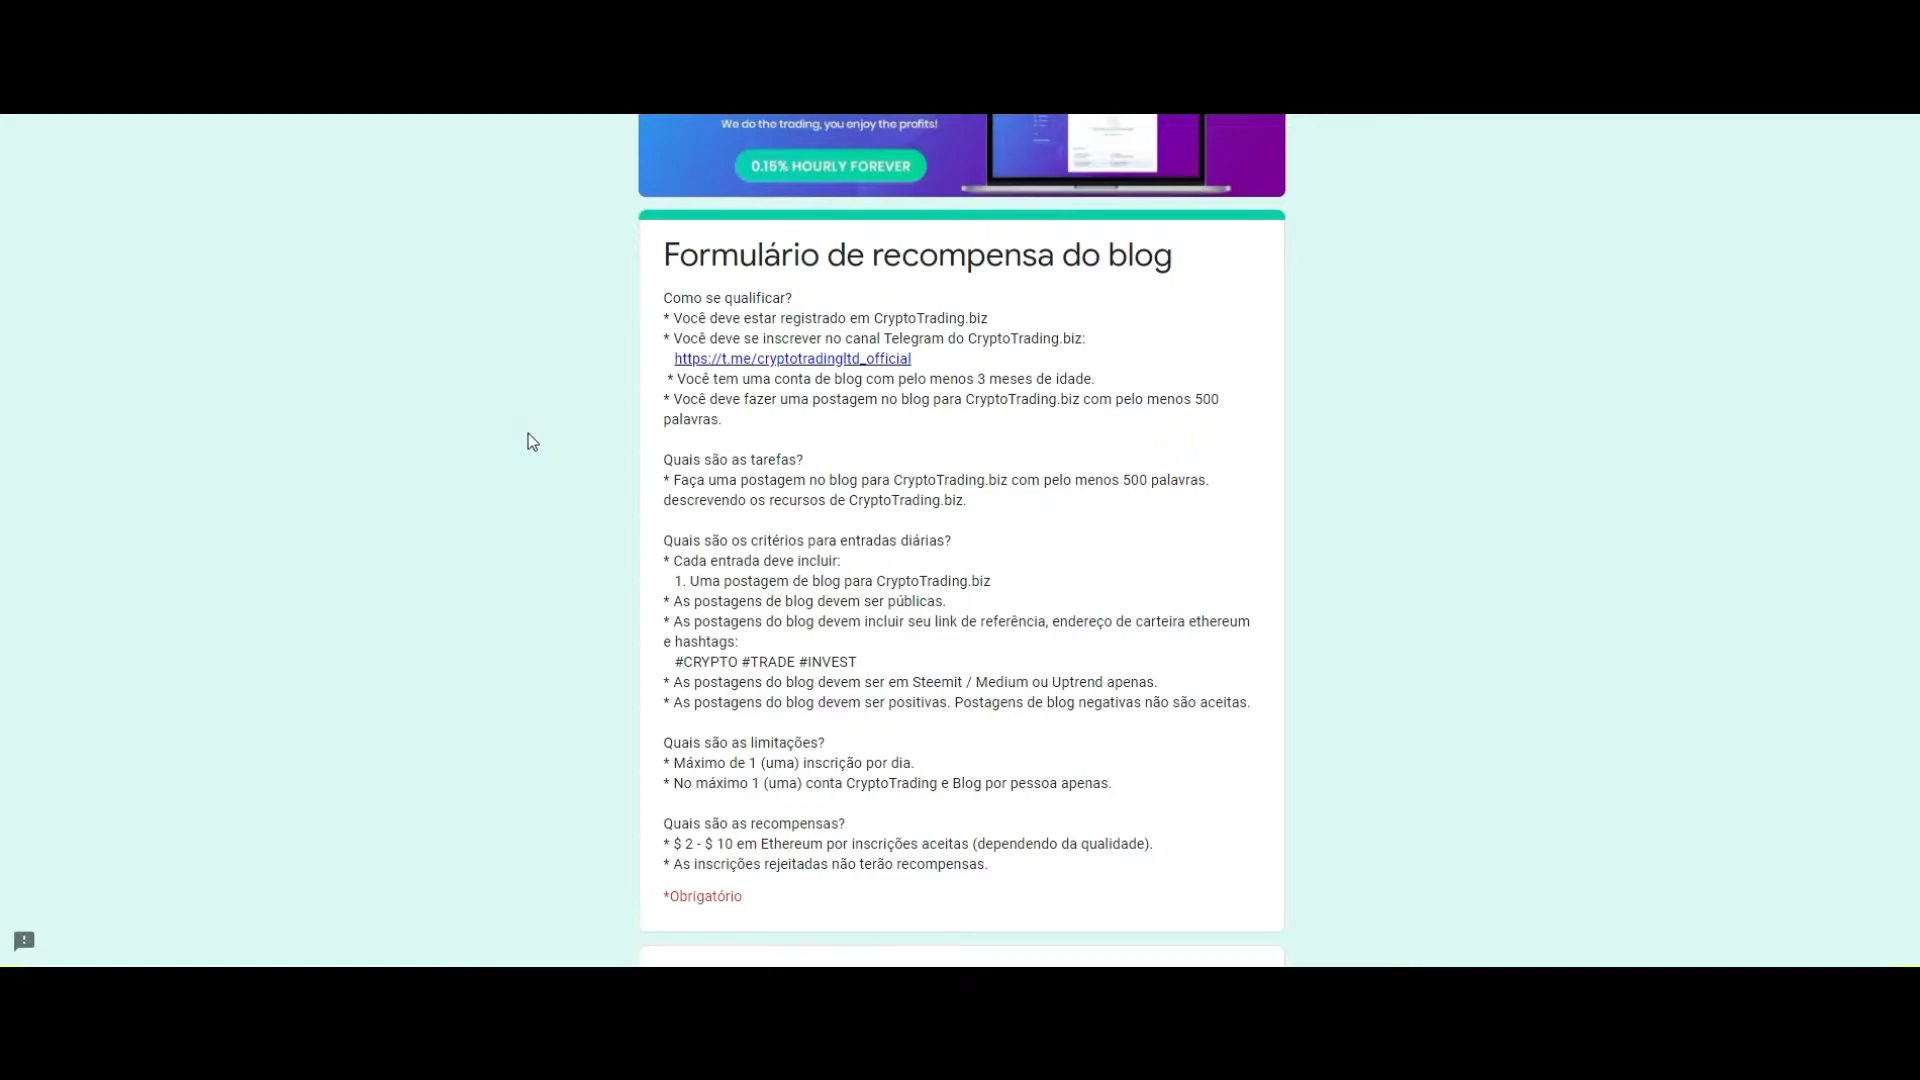 We do the trading, you enjoy the profits!
0.15% HOURLY FOREVER
Formulário de recompensa do blog
Como se qualificar?
* Você deve estar registrado em CryptoTrading.biz
* Você deve se inscrever no canal Telegram do CryptoTrading.biz:
https://t.me/cryptotradingltd_official
* Você tem uma conta de blog com pelo menos 3 meses de idade.
* Você deve fazer uma postagem no blog para CryptoTrading.biz com pelo menos 500
palavras.
Quais são as tarefas?
* Faça uma postagem no blog para CryptoTrading.biz com pelo menos 500 palavras.
descrevendo os recursos de CryptoTrading.biz.
Quais são os critérios para entradas diárias?
* Cada entrada deve incluir:
1. Uma postagem de blog para CryptoTrading.biz
* As postagens de blog devem ser públicas.
* As postagens do blog devem incluir seu link de referência, endereço de carteira ethereum
e hashtags:
#CRYPTO #TRADE #INVEST
* As postagens do blog devem ser em Steemit / Medium ou Uptrend apenas.
* As postagens do blog devem ser positivas. Postagens de blog negativas não são aceitas.
Quais são as limitações?
* Máximo de 1 (uma) inscrição por dia.
* No máximo 1 (uma) conta CryptoTrading e Blog por pessoa apenas.
Quais são as recompensas?
* $ 2 - $ 10 em Ethereum por inscrições aceitas (dependendo da qualidade).
* As inscrições rejeitadas não terão recompensas.
*Obrigatório